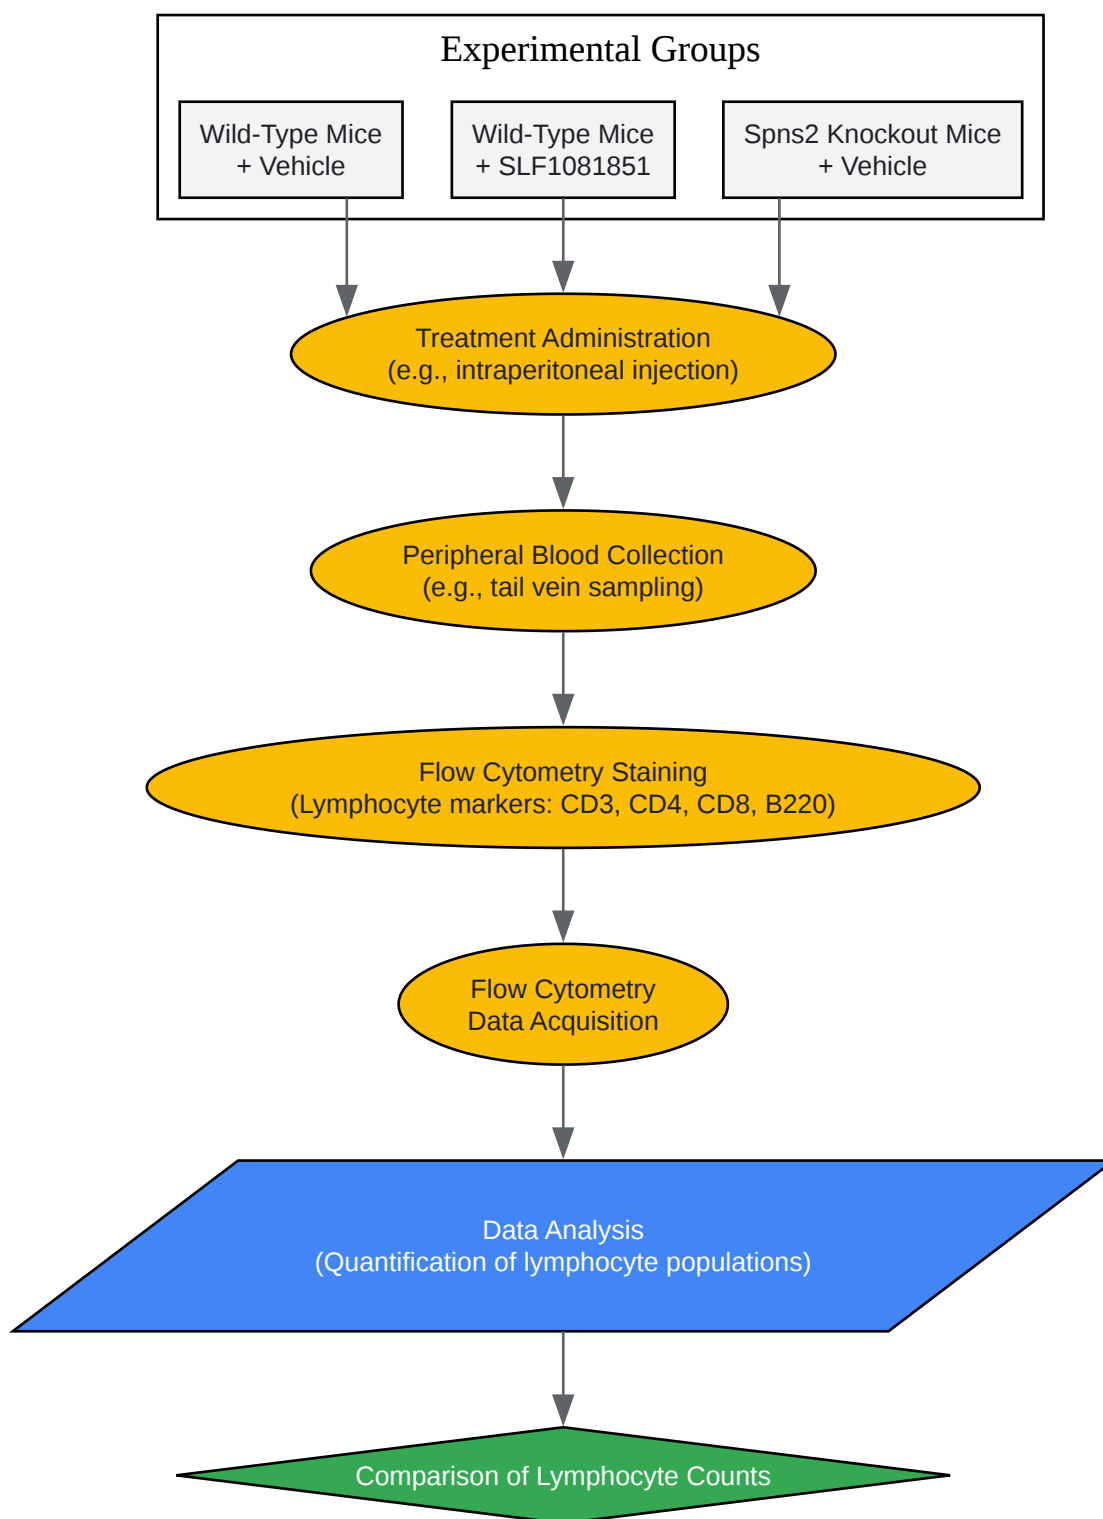 Experimental Groups
Wild-Type Mice
+ Vehicle
Wild-Type Mice
+ SLF1081851
Spns2 Knockout Mice
+ Vehicle
Treatment Administration
(e.g., intraperitoneal injection)
Peripheral Blood Collection
(e.g., tail vein sampling)
Flow Cytometry Staining
(Lymphocyte markers: CD3, CD4, CD8, B220)
Flow Cytometry
Data Acquisition
Data Analysis
(Quantification of lymphocyte populations)
Comparison of Lymphocyte Counts